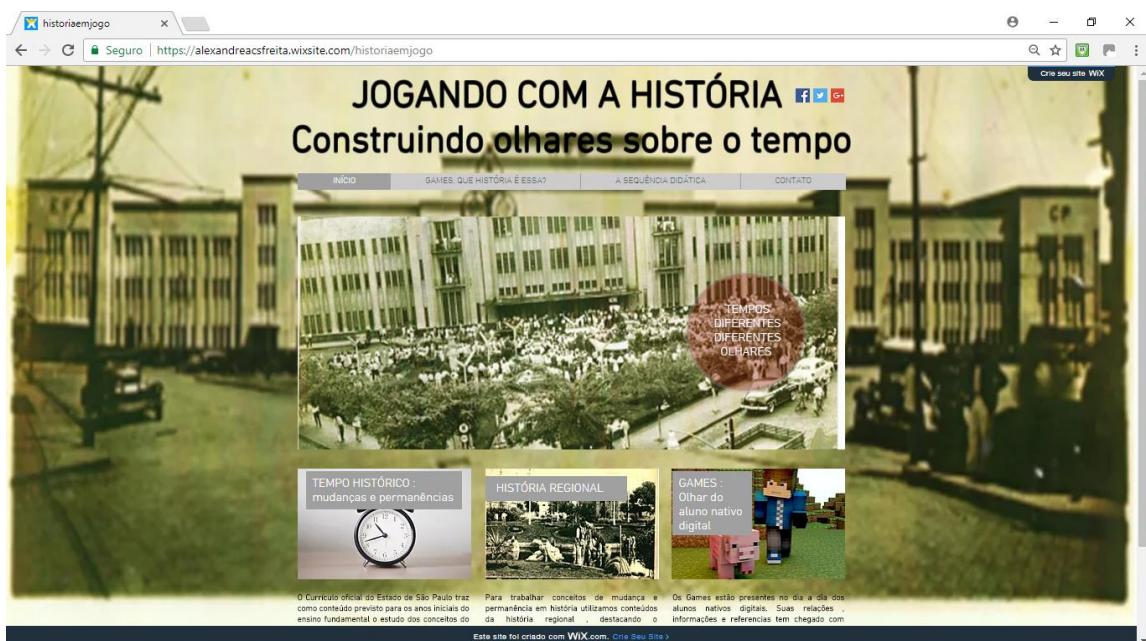 historiaemjogo
Seguro
https://alexandreacsfreita.wixsite.com/historiaemjogo
Crie seu site WiX
JOGANDO COM A HISTÓRIA
Construindo olhares sobre o tempo
INÍCIO
GAMES, QUE HISTÓRIA É ESSA?
A SEQUÊNCIA DIDÁTICA
CONTATO
CP
TEMPOS
DIFERENTES
DIFERENTES
OLHARES
TEMPO HISTÓRICO :
mudanças e permanências
HISTÓRIA REGIONAL
GAMES :
Olhar do
aluno nativo
digital
O Currículo oficial do Estado de São Paulo traz
como conteúdo previsto para os anos iniciais do
ensino fundamental o estudo dos conceitos do
Para trabalhar conceitos de mudança e
permanência em história utilizamos conteúdos
da história regional , destacando o
Os Games estão presentes no dia a dia dos
alunos nativos digitais. Suas relações ,
informações e referencias tem chegado com
Este site foi criado com WiX.com. Crie Seu Site >